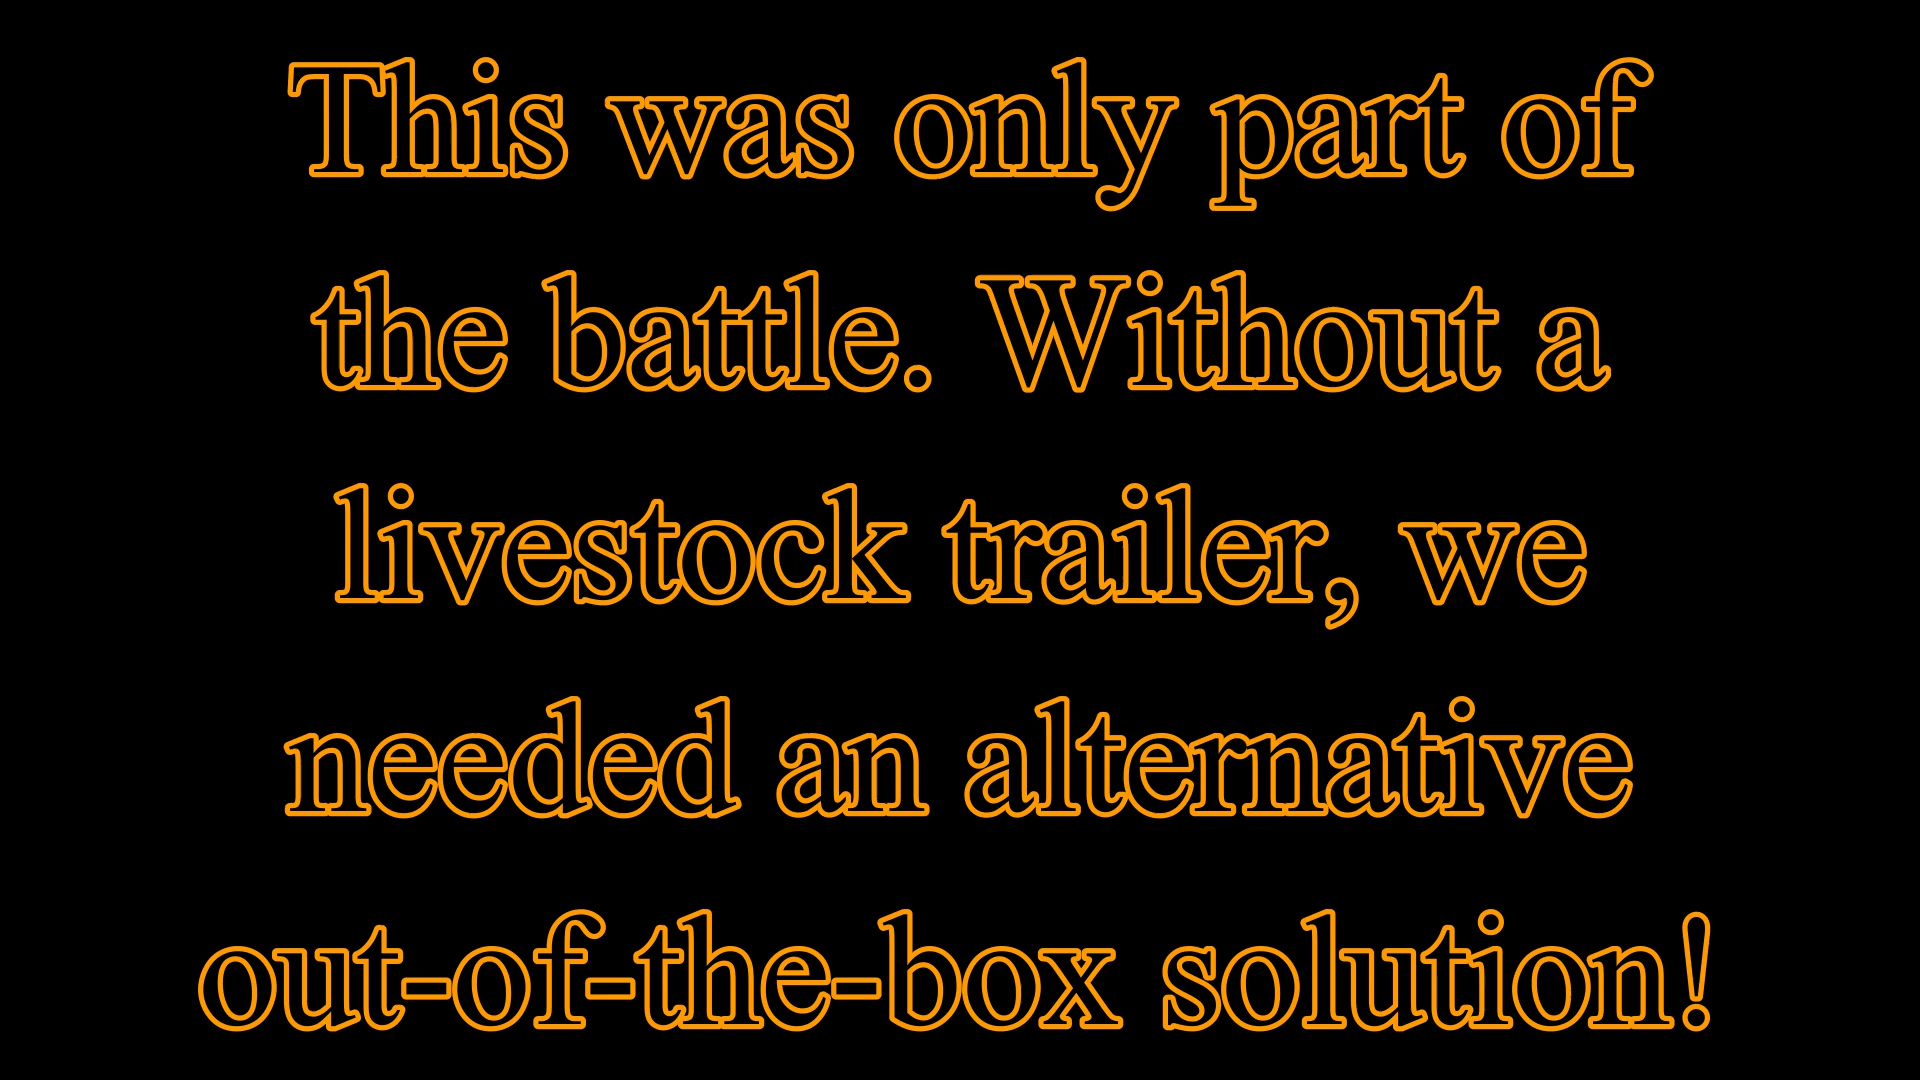 This was only part of
the battle. Without a
livestock trailer, we
needed an alternative
out-of-the-box solution!